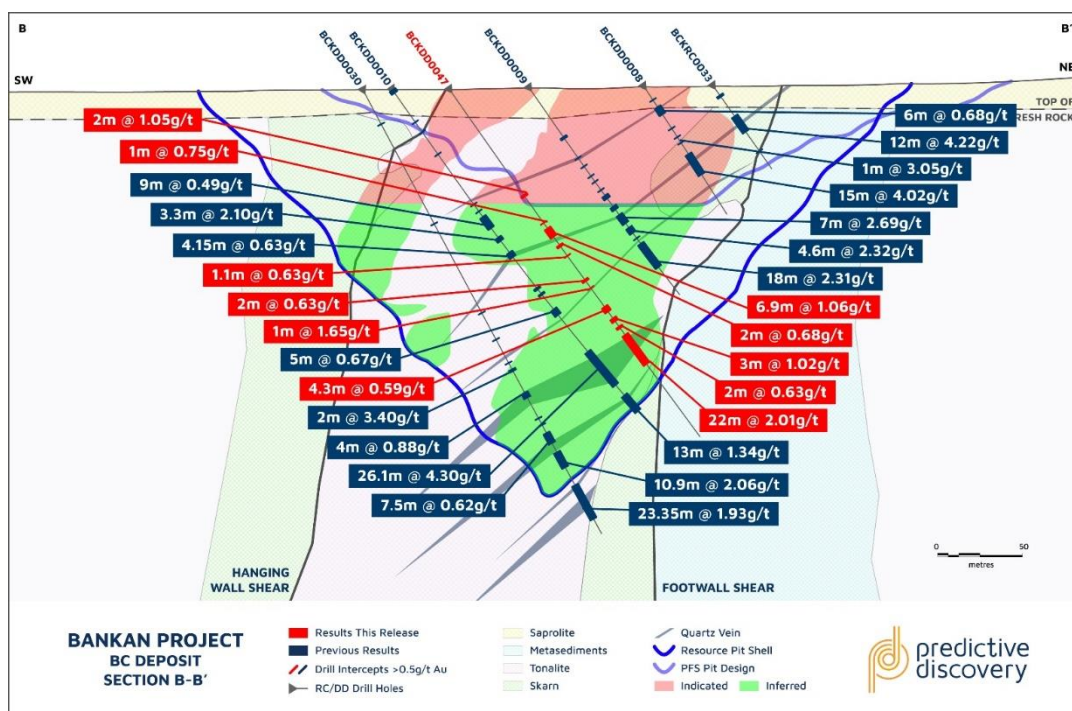 B
B'
SW
NE
BCKDD0030
BCKDD0010
BCKDD0047
BCKDD0009
BCKDD0008
BCKRC0033
TOP OF
FRESH ROCK
2m @ 1.05g/t
1m @ 0.75g/t
9m @ 0.49g/t
3.3m @ 2.10g/t
4.15m @ 0.63g/t
1.1m @ 0.63g/t
2m @ 0.63g/t
1m @ 1.65g/t
5m @ 0.67g/t
4.3m @ 0.59g/t
2m @ 3.40g/t
4m @ 0.88g/t
26.1m @ 4.30g/t
7.5m @ 0.62g/t
6m @ 0.68g/t
12m @ 4.22g/t
1m @ 3.05g/t
15m @ 4.02g/t
7m @ 2.69g/t
4.6m @ 2.32g/t
18m @ 2.31g/t
6.9m @ 1.06g/t
2m @ 0.68g/t
3m @ 1.02g/t
2m @ 0.63g/t
22m @ 2.01g/t
13m @ 1.34g/t
10.9m @ 2.06g/t
23.35m @ 1.93g/t
0 50
metres
HANGING
WALL SHEAR
FOOTWALL SHEAR
BANKAN PROJECT
BC DEPOSIT
SECTION B-B'
Results This Release
Previous Results
Drill Intercepts >0.5g/t Au
RC/DD Drill Holes
Saprolite
Metasediments
Tonalite
Skarn
Quartz Vein
Resource Pit Shell
PFS Pit Design
Indicated
Inferred
predictive
discovery